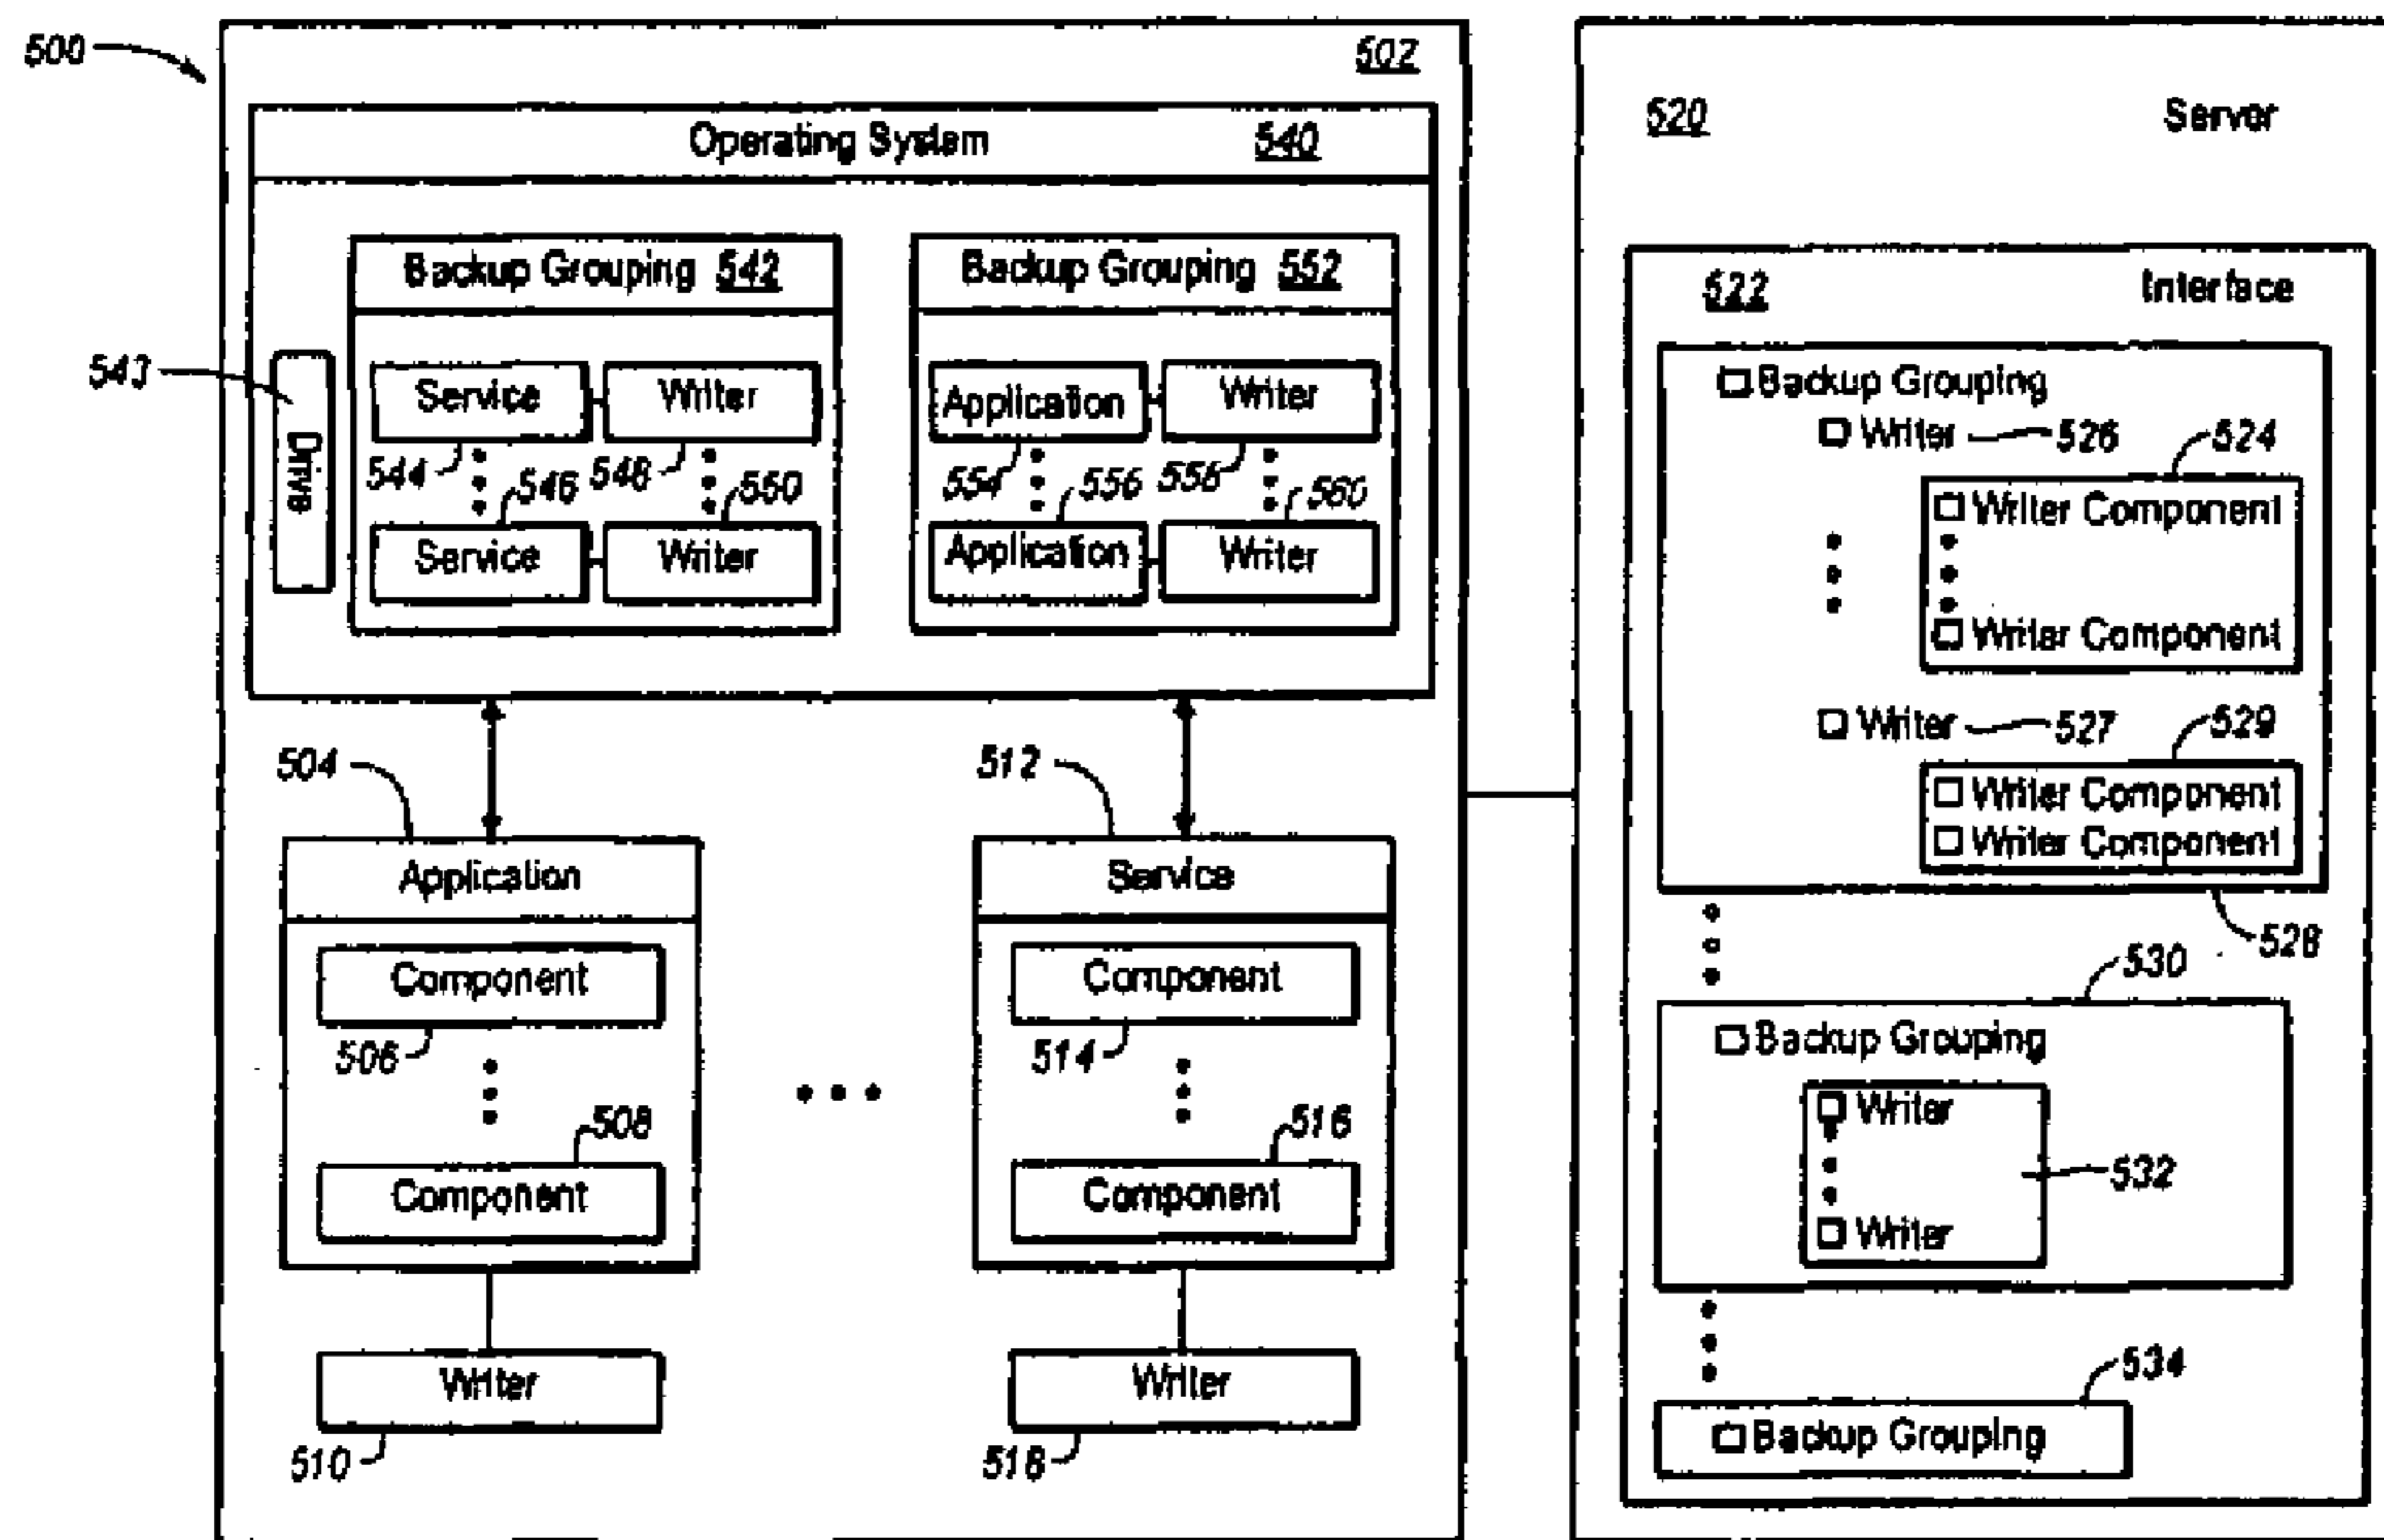 500
502
Operating System 540
Backup Grouping 542
Backup Grouping 552
543
Drive
Service
Writer
Application
Writer
544
546
548
550
554
556
558
560
Service
Writer
Application
Writer
504
512
Application
Component
506
508
Component
Writer
510
Service
Component
514
516
Component
Writer
518
520 Server
522 Interface
Backup Grouping
Writer 526
524
Writer Component
Writer Component
Writer 527
529
Writer Component
Writer Component
528
530
Backup Grouping
Writer
532
Writer
534
Backup Grouping